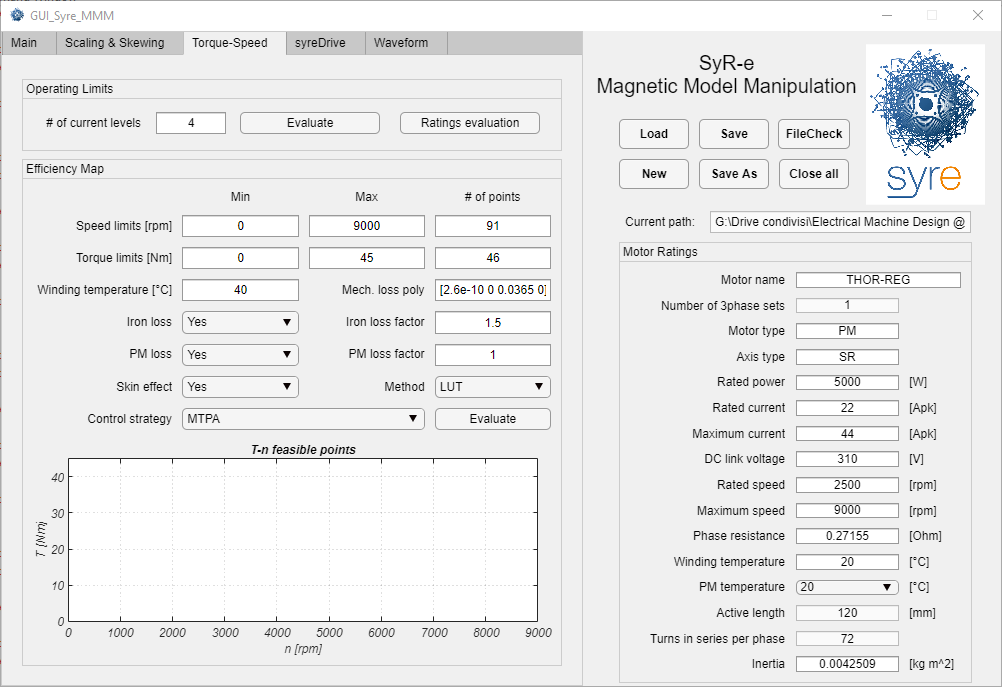 GUI_Syre_MMM
Main Scaling & Skewing Torque-Speed syreDrive Waveform
Operating Limits
# of current levels 4 Evaluate Ratings evaluation
Efficiency Map
Min Max # of points
Speed limits [rpm] 0 9000 91
Torque limits [Nm] 0 45 46
Winding temperature [°C] 40 Mech. loss poly [2.6e-10 0 0.0365 0]
Iron loss Yes Iron loss factor 1.5
PM loss Yes PM loss factor 1
Skin effect Yes Method LUT
Control strategy MTPA Evaluate
T-n feasible points
T [Nm]
40
30
20
10
0
0 1000 2000 3000 4000 5000 6000 7000 8000 9000
n [rpm]
SyR-e
Magnetic Model Manipulation
Load Save FileCheck
New Save As Close all
syre
Current path: G:\Drive condivisi\Electrical Machine Design @
Motor Ratings
Motor name THOR-REG
Number of 3phase sets 1
Motor type PM
Axis type SR
Rated power 5000 [W]
Rated current 22 [Apk]
Maximum current 44 [Apk]
DC link voltage 310 [V]
Rated speed 2500 [rpm]
Maximum speed 9000 [rpm]
Phase resistance 0.27155 [Ohm]
Winding temperature 20 [°C]
PM temperature 20 [°C]
Active length 120 [mm]
Turns in series per phase 72
Inertia 0.0042509 [kg m^2]